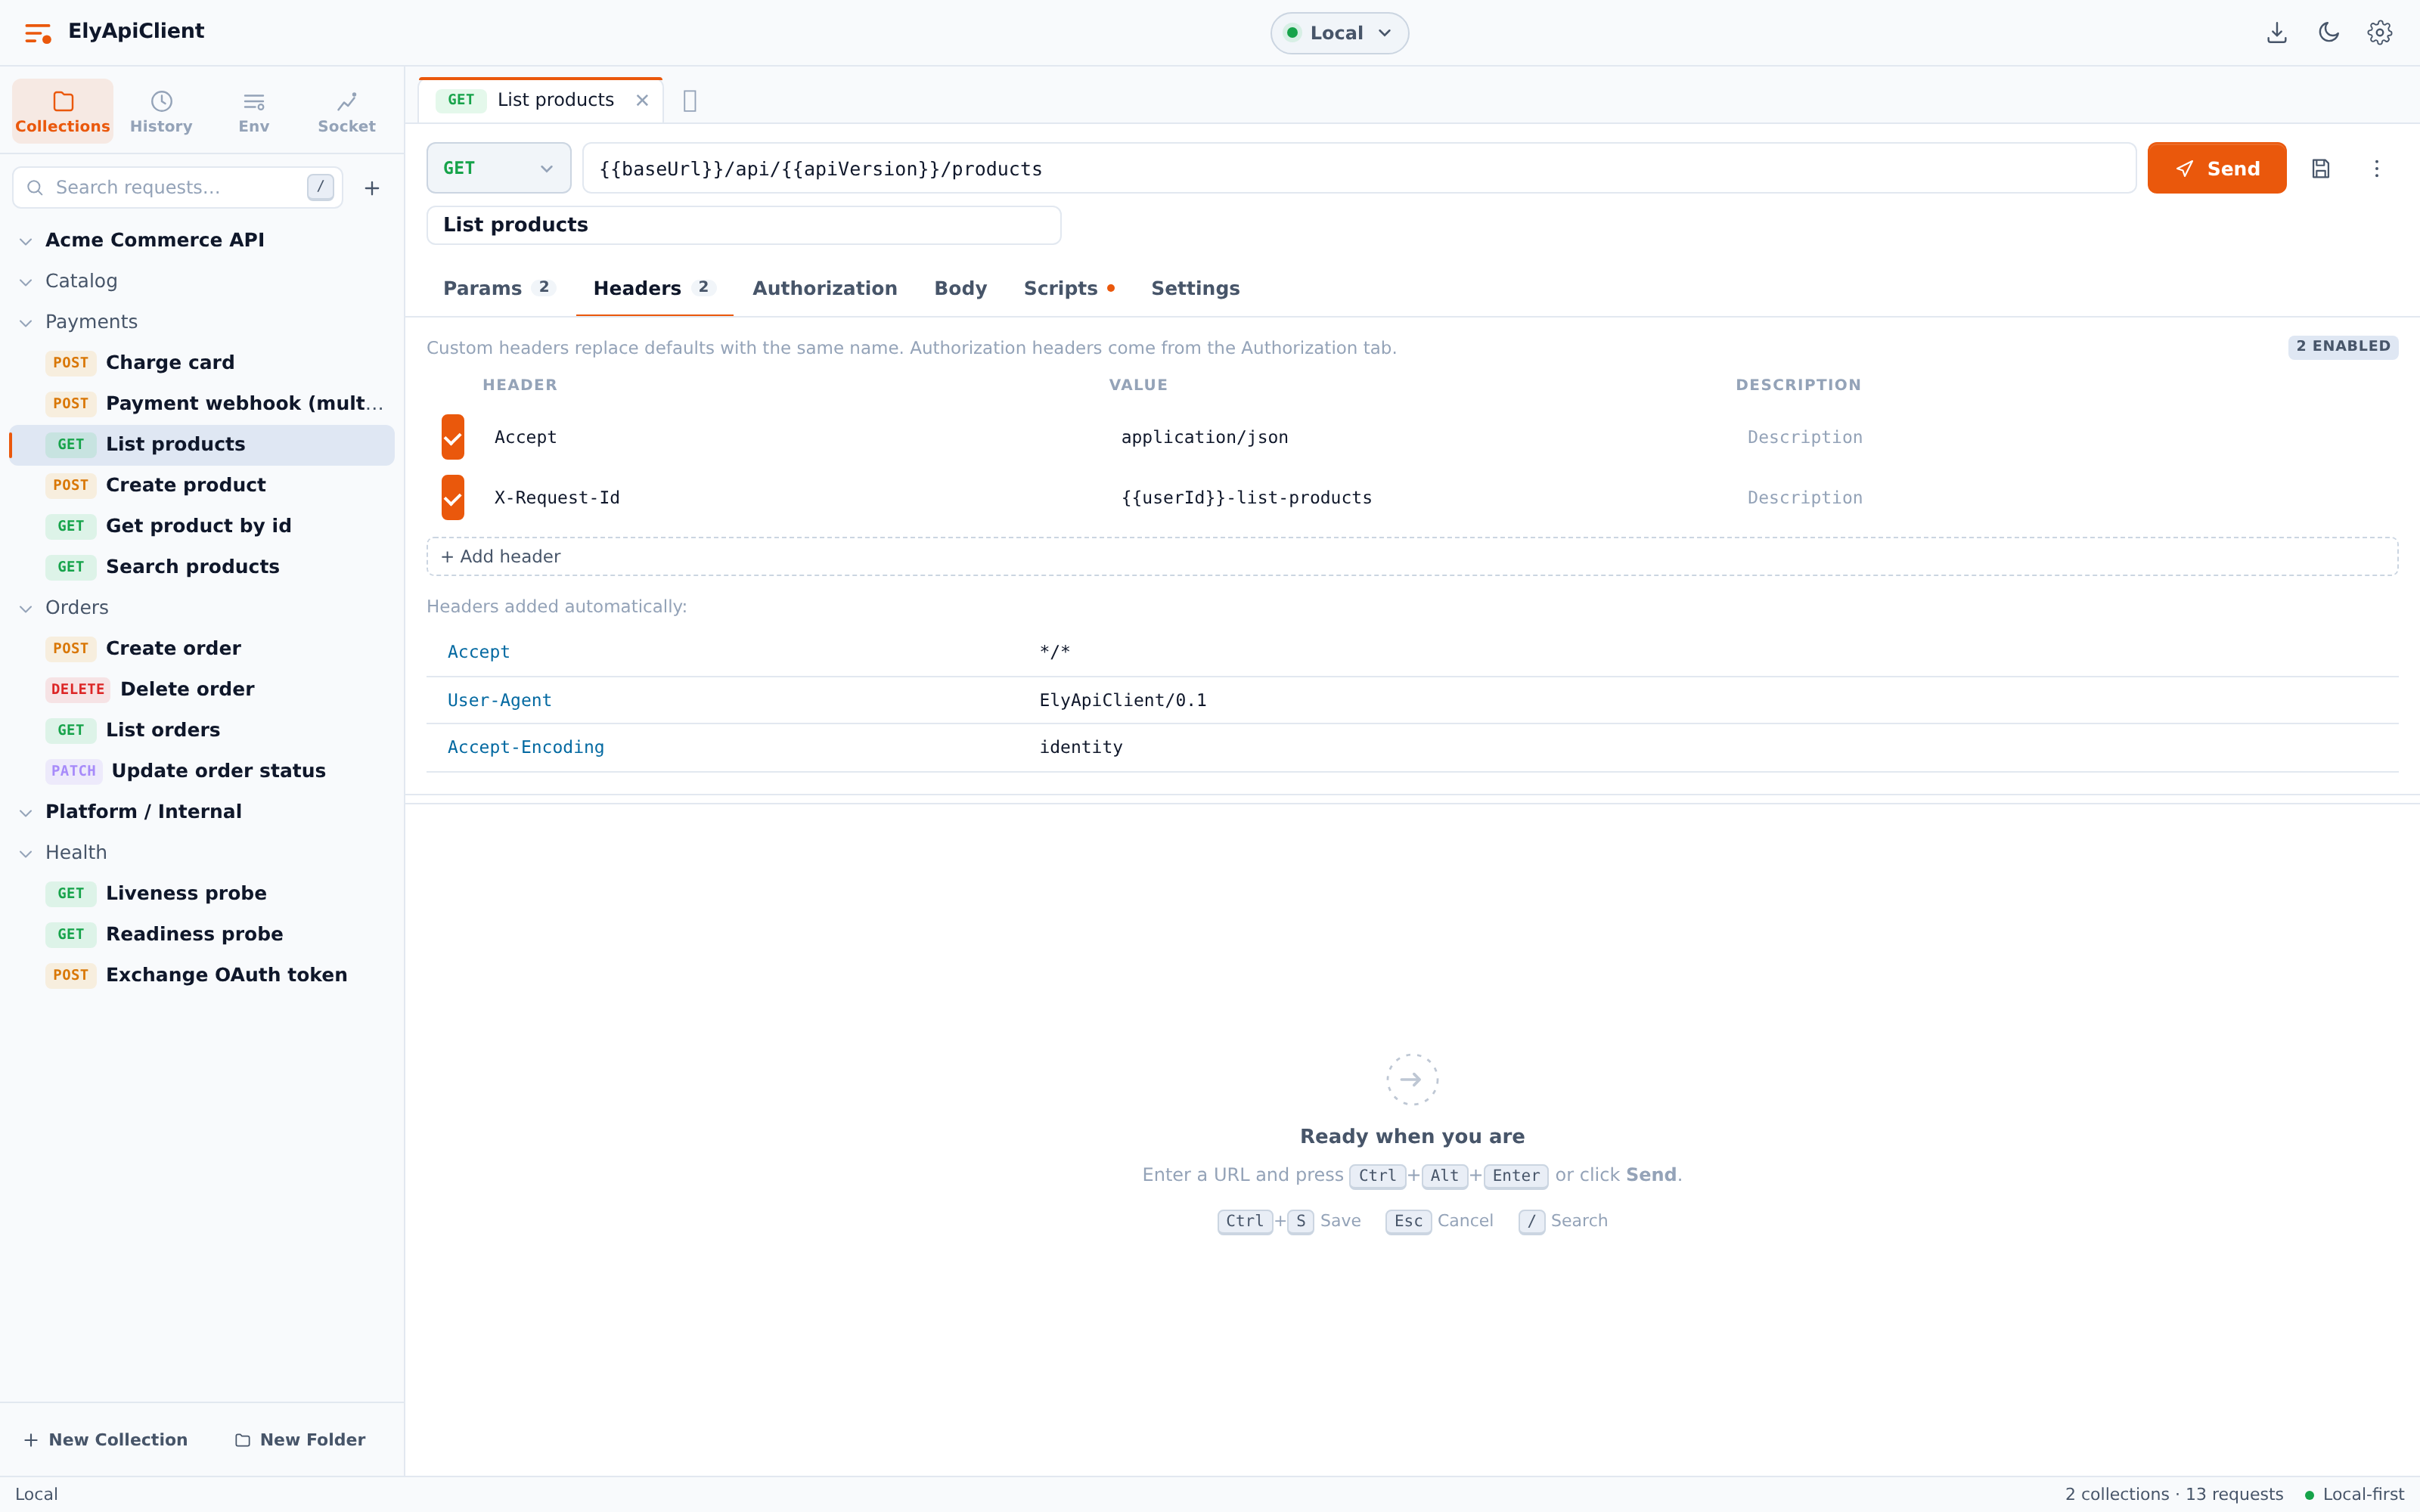 ElyApiClient
Local
Collections
History
Env
Socket
Search requests...
/
Acme Commerce API
Catalog
Payments
POST Charge card
POST Payment webhook (mult...
GET List products
POST Create product
GET Get product by id
GET Search products
Orders
POST Create order
DELETE Delete order
GET List orders
PATCH Update order status
Platform / Internal
Health
GET Liveness probe
GET Readiness probe
POST Exchange OAuth token
+ New Collection
New Folder
GET List products
GET
{{baseUrl}}/api/{{apiVersion}}/products
Send
List products
Params 2
Headers 2
Authorization
Body
Scripts
Settings
Custom headers replace defaults with the same name. Authorization headers come from the Authorization tab.
2 ENABLED
HEADER VALUE DESCRIPTION
Accept application/json Description
X-Request-Id {{userId}}-list-products Description
+ Add header
Headers added automatically:
Accept */*
User-Agent ElyApiClient/0.1
Accept-Encoding identity
Ready when you are
Enter a URL and press Ctrl+Alt+Enter or click Send.
Ctrl+S Save Esc Cancel / Search
Local
2 collections · 13 requests
Local-first